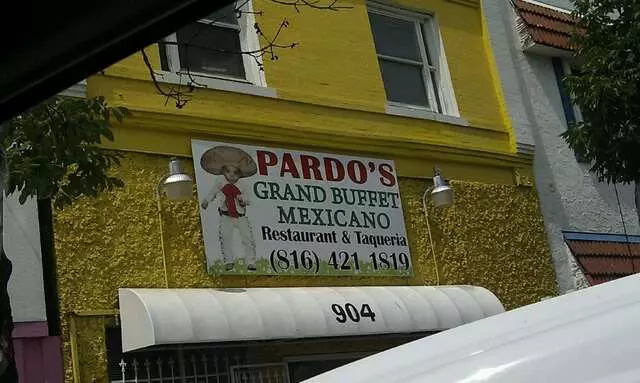 PARDO'S
GRAND BUFFET
MEXICANO
Restaurant & Taqueria
(816) 421 1819
904